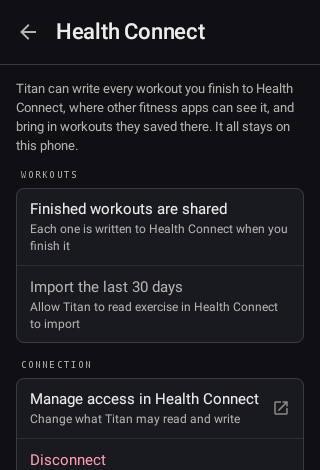 Health Connect
Titan can write every workout you finish to Health
Connect, where other fitness apps can see it, and
bring in workouts they saved there. It all stays on
this phone.
WORKOUTS
Finished workouts are shared
Each one is written to Health Connect when you
finish it
Import the last 30 days
Allow Titan to read exercise in Health Connect
to import
CONNECTION
Manage access in Health Connect
Change what Titan may read and write
Disconnect